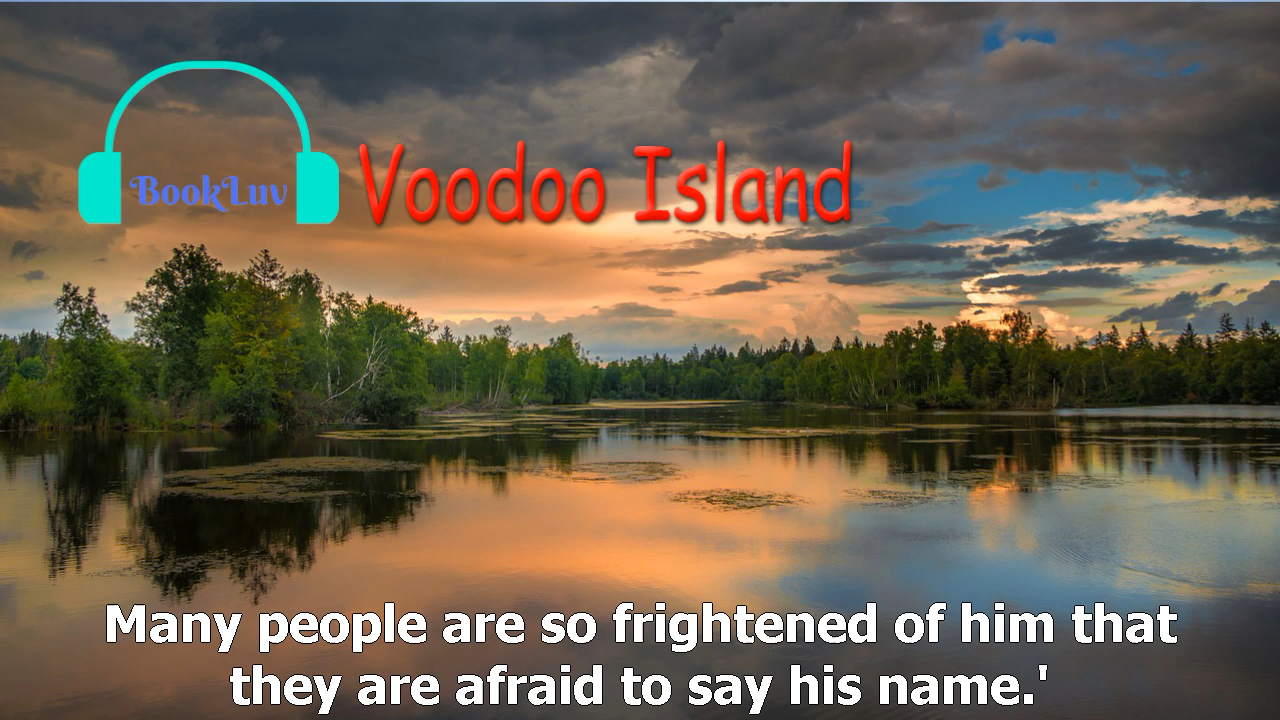 BookLuv
Voodoo Island
Many people are so frightened of him that
they are afraid to say his name.'